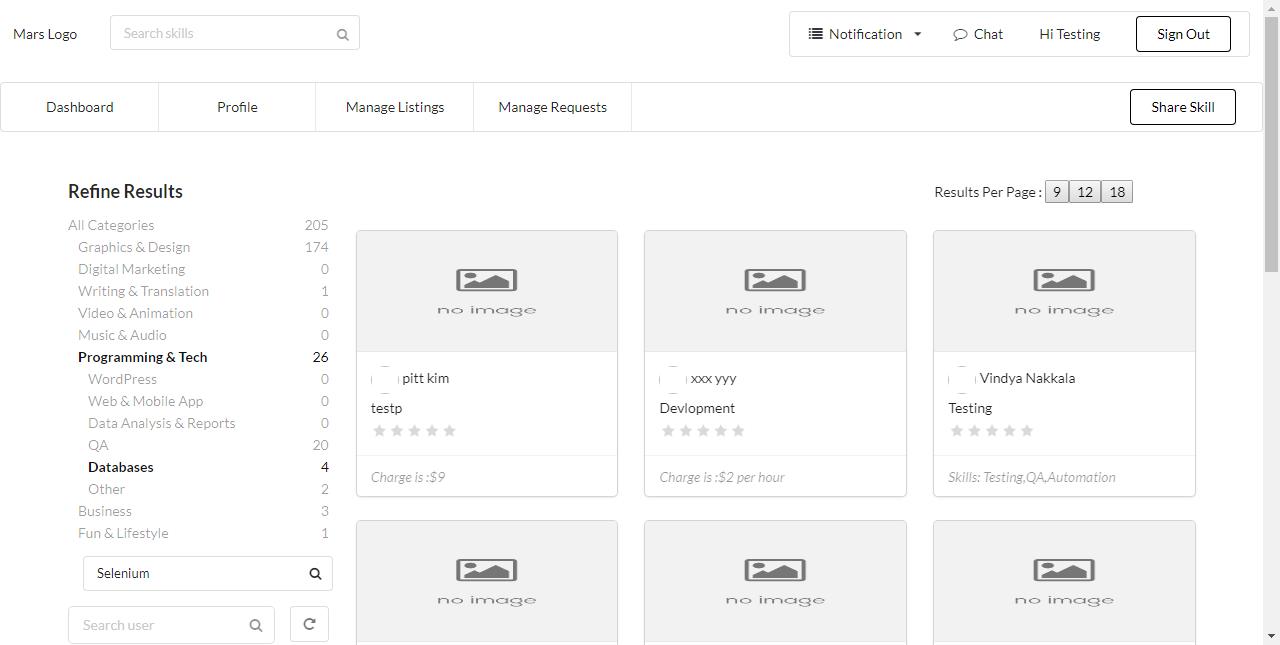 Mars Logo
Search skills
Notification
Chat
Hi Testing
Sign Out
Dashboard
Profile
Manage Listings
Manage Requests
Share Skill
Refine Results
Results Per Page : 9 12 18
All Categories 205
Graphics & Design 174
Digital Marketing 0
Writing & Translation 1
Video & Animation 0
Music & Audio 0
Programming & Tech 26
WordPress 0
Web & Mobile App 0
Data Analysis & Reports 0
QA 20
Databases 4
Other 2
Business 3
Fun & Lifestyle 1
Selenium
Search user
no image
pitt kim
testp
Charge is :$9
no image
xxx yyy
Devlopment
Charge is :$2 per hour
no image
Vindya Nakkala
Testing
Skills: Testing,QA,Automation
no image
no image
no image